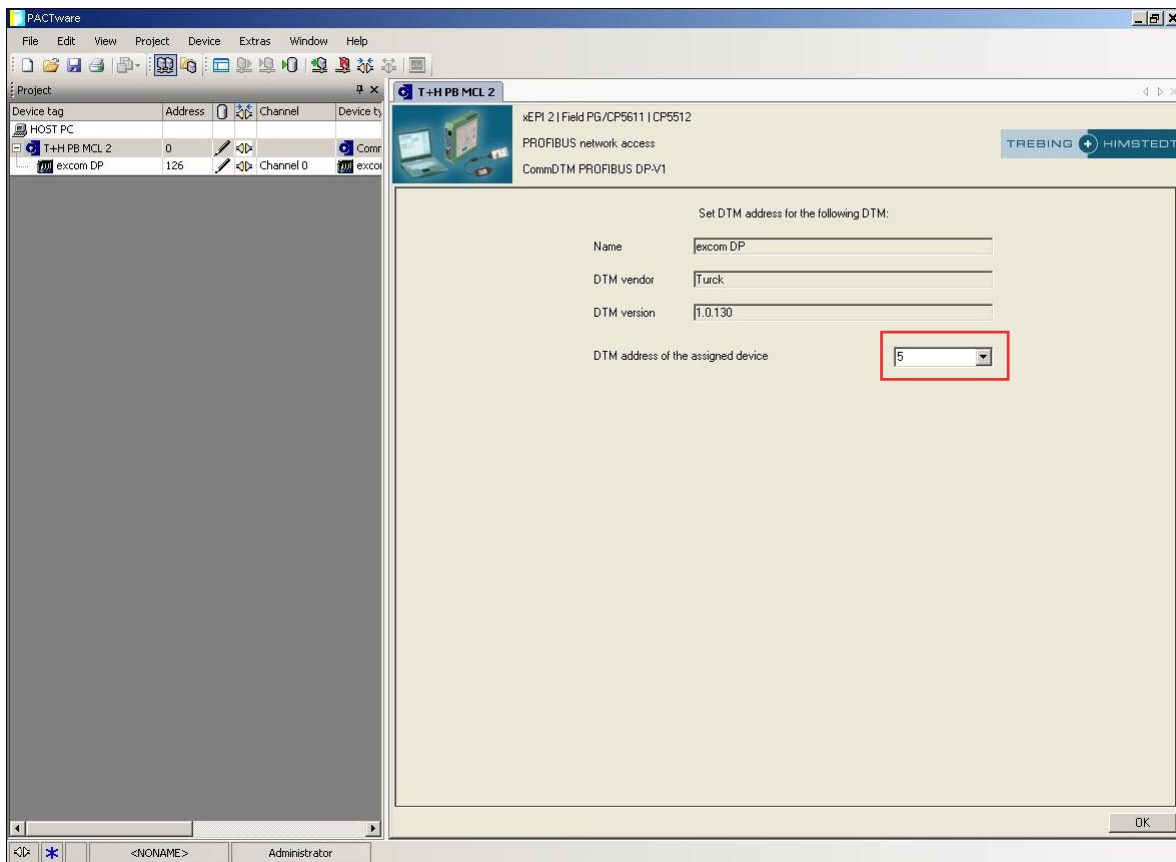 PACTware
File Edit View Project Device Extras Window Help
Project
Device tag Address Channel Device ty
HOST PC
T+H PB MCL 2 0 Comr
excom DP 126 Channel 0 excor
T+H PB MCL 2
xEPI 2 | Field PG/CP5611 | CP5512
PROFIBUS network access
CommDTM PROFIBUS DP-V1
TREBING + HIMSTEDT
Set DTM address for the following DTM:
Name excom DP
DTM vendor Turck
DTM version 1.0.130
DTM address of the assigned device 5
OK
<NONAME> Administrator